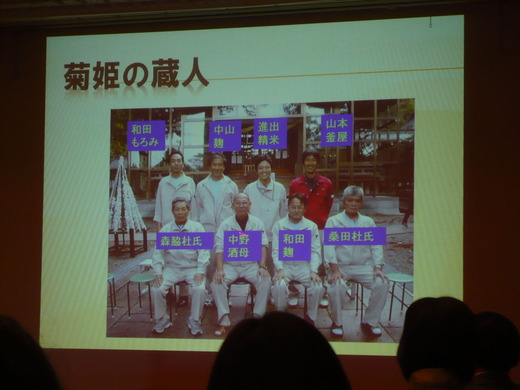 菊姫の蔵人
和田
もろみ
中山
麹
進出
精米
山本
釜屋
森脇杜氏
中野
酒母
和田
麹
桑田杜氏